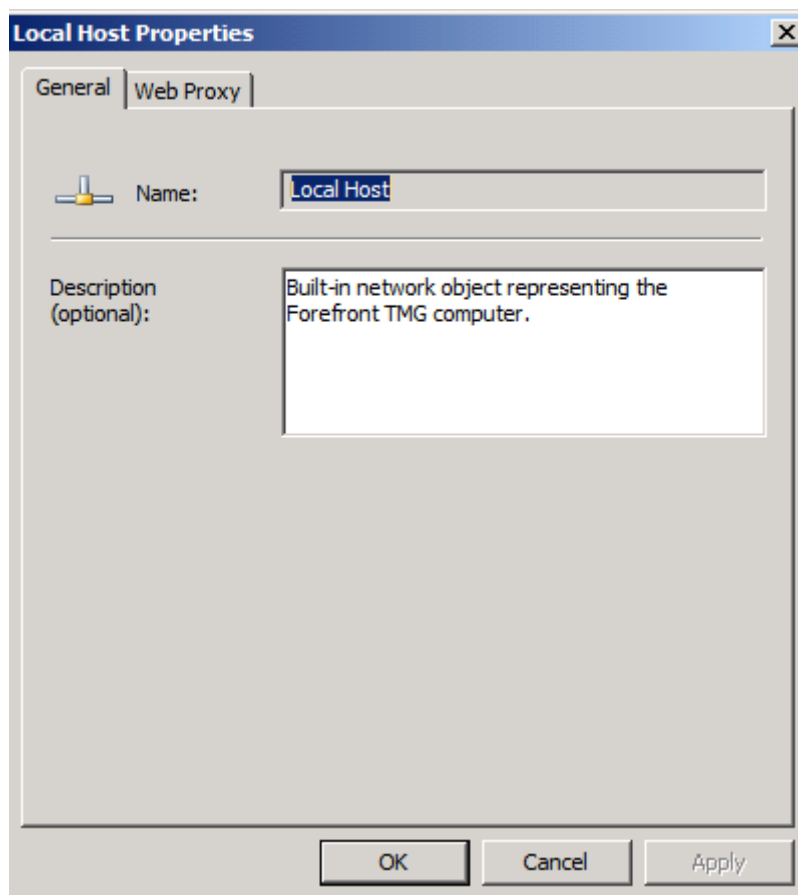 Local Host Properties
General Web Proxy
Name: Local Host
Description
(optional):
Built-in network object representing the
Forefront TMG computer.
OK Cancel Apply